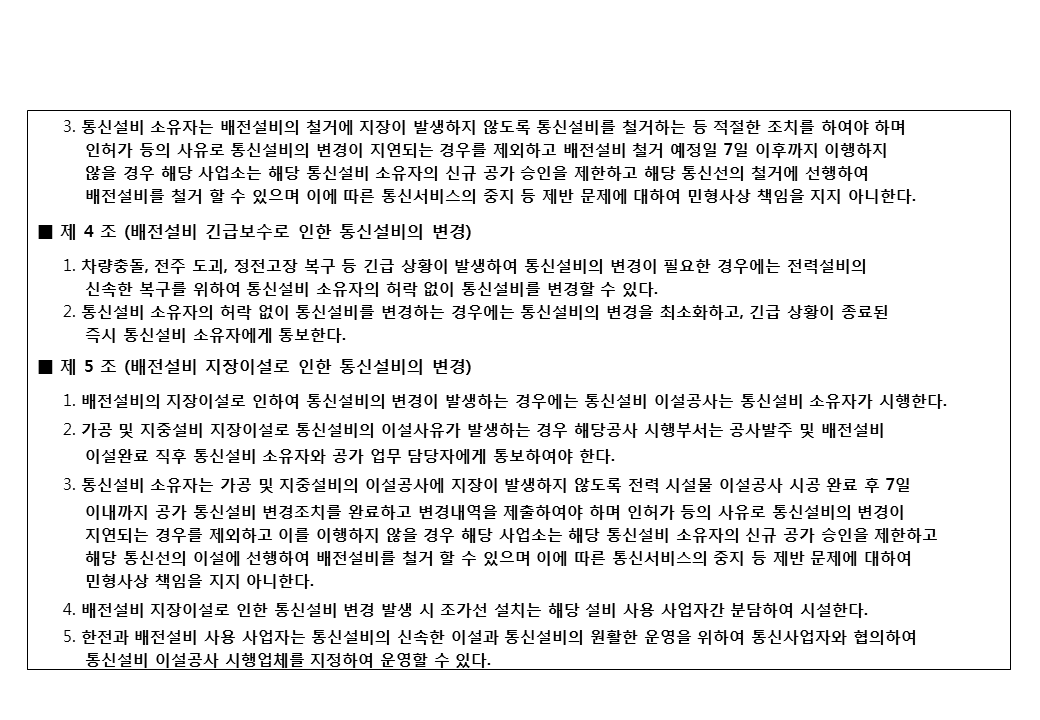 3. 통신설비 소유자는 배전설비의 철거에 지장이 발생하지 않도록 통신설비를 철거하는 등 적절한 조치를 하여야 하며
인허가 등의 사유로 통신설비의 변경이 지연되는 경우를 제외하고 배전설비 철거 예정일 7일 이후까지 이행하지
않을 경우 해당 사업소는 해당 통신설비 소유자의 신규 공가 승인을 제한하고 해당 통신선의 철거에 선행하여
배전설비를 철거 할 수 있으며 이에 따른 통신서비스의 중지 등 제반 문제에 대하여 민형사상 책임을 지지 아니한다.
■ 제 4 조 (배전설비 긴급보수로 인한 통신설비의 변경)
1. 차량충돌, 전주 도괴, 정전고장 복구 등 긴급 상황이 발생하여 통신설비의 변경이 필요한 경우에는 전력설비의
신속한 복구를 위하여 통신설비 소유자의 허락 없이 통신설비를 변경할 수 있다.
2. 통신설비 소유자의 허락 없이 통신설비를 변경하는 경우에는 통신설비의 변경을 최소화하고, 긴급 상황이 종료된
즉시 통신설비 소유자에게 통보한다.
■ 제 5 조 (배전설비 지장이설로 인한 통신설비의 변경)
1. 배전설비의 지장이설로 인하여 통신설비의 변경이 발생하는 경우에는 통신설비 이설공사는 통신설비 소유자가 시행한다.
2. 가공 및 지중설비 지장이설로 통신설비의 이설사유가 발생하는 경우 해당공사 시행부서는 공사발주 및 배전설비
이설완료 직후 통신설비 소유자와 공가 업무 담당자에게 통보하여야 한다.
3. 통신설비 소유자는 가공 및 지중설비의 이설공사에 지장이 발생하지 않도록 전력 시설물 이설공사 시공 완료 후 7일
이내까지 공가 통신설비 변경조치를 완료하고 변경내역을 제출하여야 하며 인허가 등의 사유로 통신설비의 변경이
지연되는 경우를 제외하고 이를 이행하지 않을 경우 해당 사업소는 해당 통신설비 소유자의 신규 공가 승인을 제한하고
해당 통신선의 이설에 선행하여 배전설비를 철거 할 수 있으며 이에 따른 통신서비스의 중지 등 제반 문제에 대하여
민형사상 책임을 지지 아니한다.
4. 배전설비 지장이설로 인한 통신설비 변경 발생 시 조가선 설치는 해당 설비 사용 사업자간 분담하여 시설한다.
5. 한전과 배전설비 사용 사업자는 통신설비의 신속한 이설과 통신설비의 원활한 운영을 위하여 통신사업자와 협의하여
통신설비 이설공사 시행업체를 지정하여 운영할 수 있다.